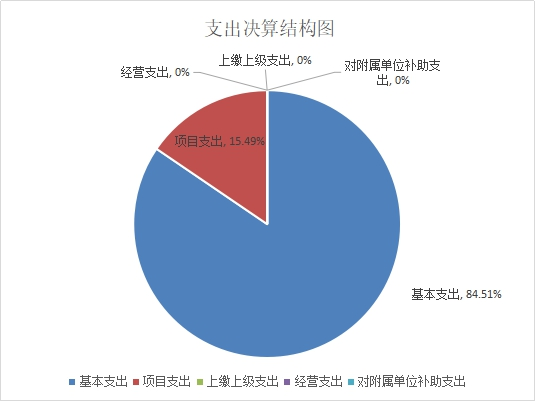 支出决算结构图
上缴上级支出, 0%
经营支出, 0%
对附属单位补助支
出, 0%
项目支出, 15.49%
基本支出, 84.51%
基本支出 项目支出 上缴上级支出 经营支出 对附属单位补助支出